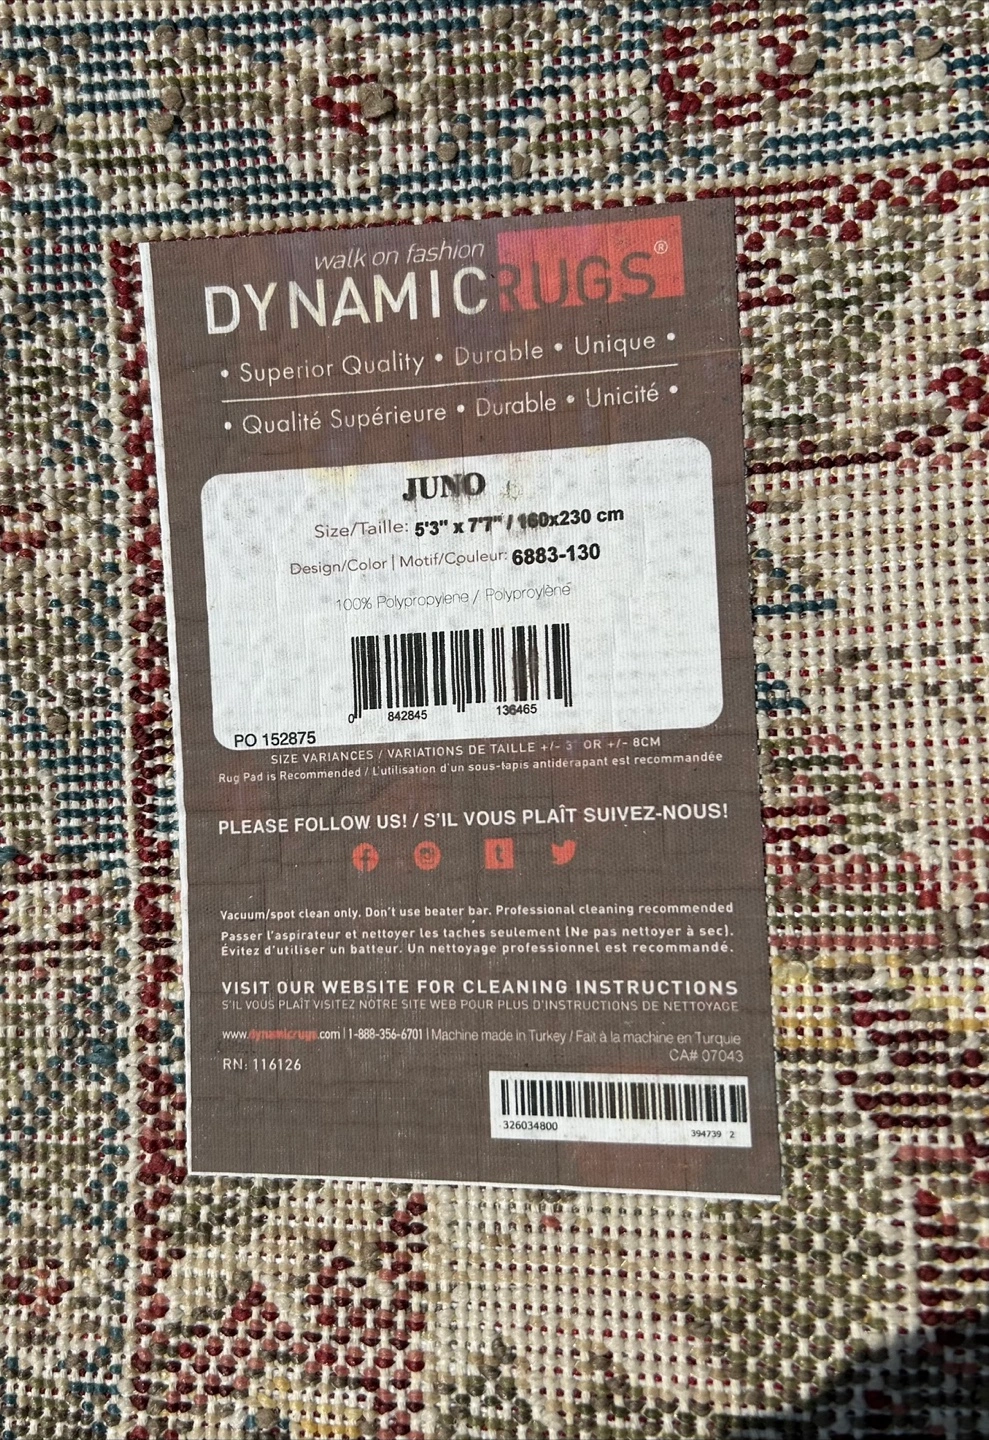 walk on fashion
DYNAMIC RUGS®
• Superior Quality • Durable • Unique •
• Qualité Supérieure • Durable • Unicité •
JUNO
Size/Taille: 5'3" x 7'7" / 160x230 cm
Design/Color | Motif/Couleur: 6883-130
100% Polypropylene / Polyproylène
0 842845 136465
PO 152875
SIZE VARIANCES / VARIATIONS DE TAILLE +/- 3 OR +/- 8CM
Rug Pad is Recommended / L'utilisation d'un sous-tapis antidérapant est recommandée
PLEASE FOLLOW US! / S'IL VOUS PLAÎT SUIVEZ-NOUS!
Vacuum/spot clean only. Don't use beater bar. Professional cleaning recommended
Passer l'aspirateur et nettoyer les taches seulement (Ne pas nettoyer à sec).
Évitez d'utiliser un batteur. Un nettoyage professionnel est recommandé.
VISIT OUR WEBSITE FOR CLEANING INSTRUCTIONS
S'IL VOUS PLAÎT VISITEZ NOTRE SITE WEB POUR PLUS D'INSTRUCTIONS DE NETTOYAGE
www.dynamicrugs.com | 1-888-356-6701 | Machine made in Turkey / Fait à la machine en Turquie
CA# 07043
RN: 116126
326034800 394739 2